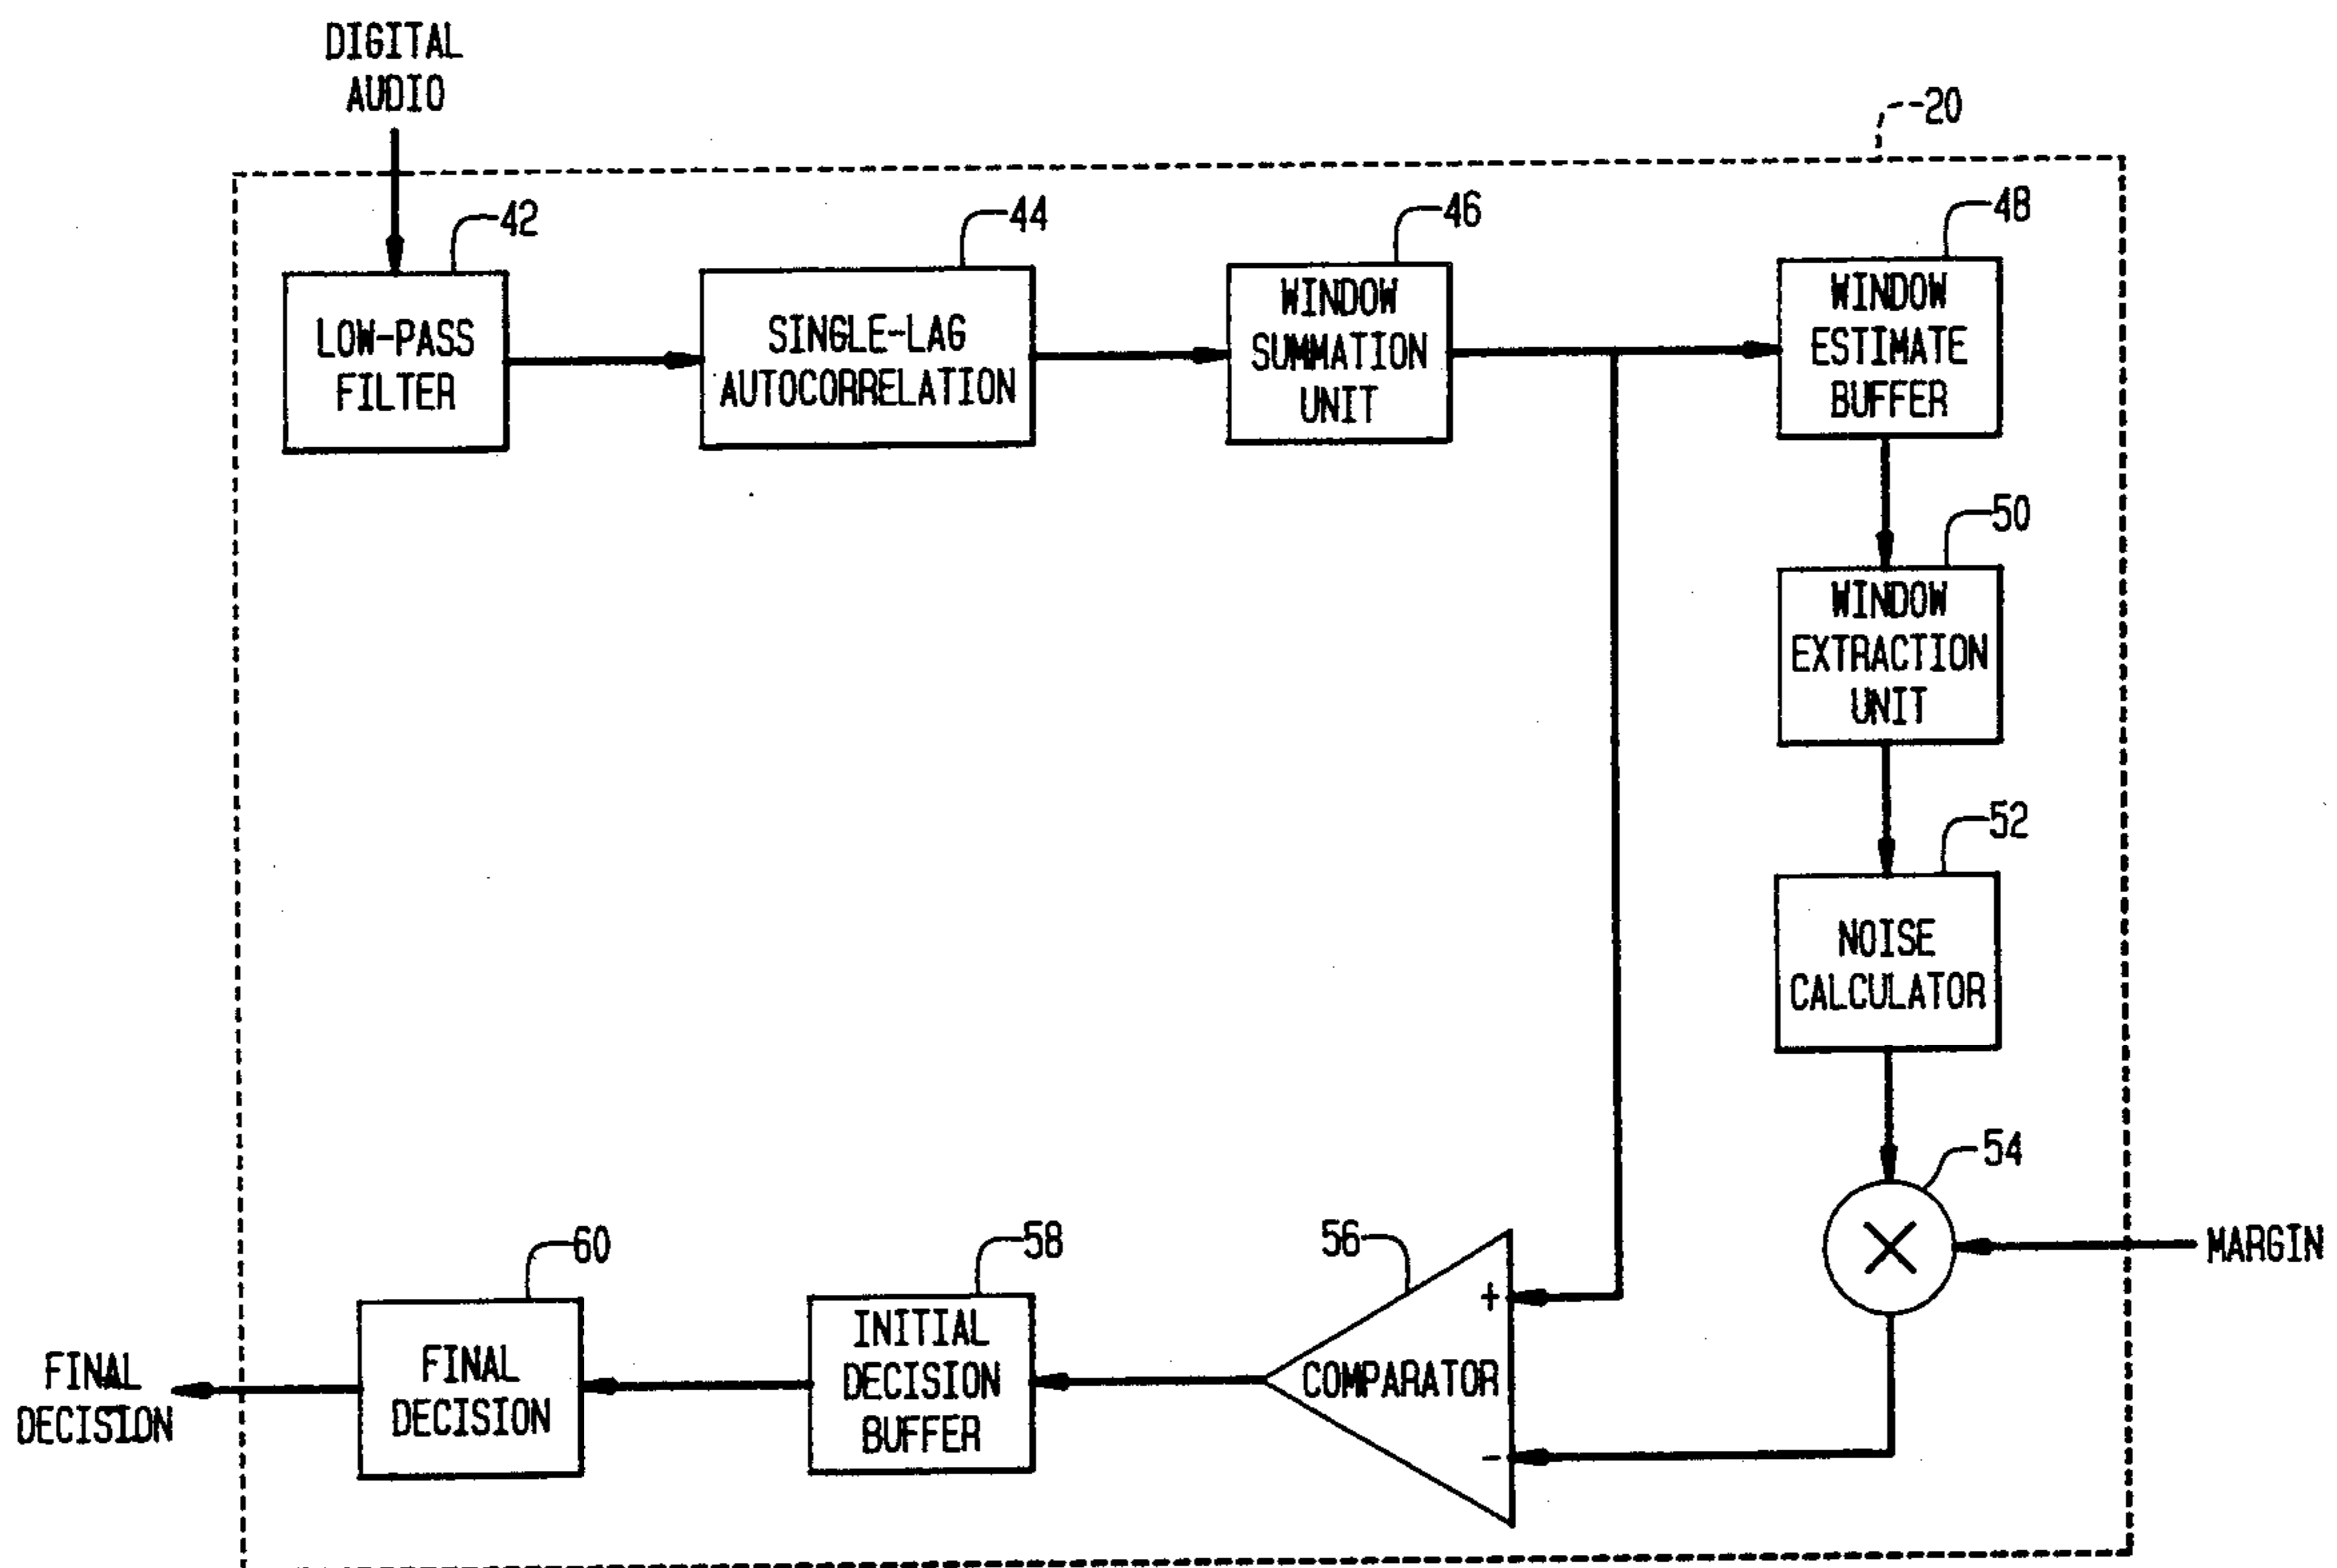 DIGITAL
AUDIO
20
42
44
46
48
LOW-PASS
FILTER
SINGLE-LAG
AUTOCORRELATION
WINDOW
SUMMATION
UNIT
WINDOW
ESTIMATE
BUFFER
50
WINDOW
EXTRACTION
UNIT
52
NOISE
CALCULATOR
54
MARGIN
56
+
COMPARATOR
-
58
INITIAL
DECISION
BUFFER
60
FINAL
DECISION
FINAL
DECISION